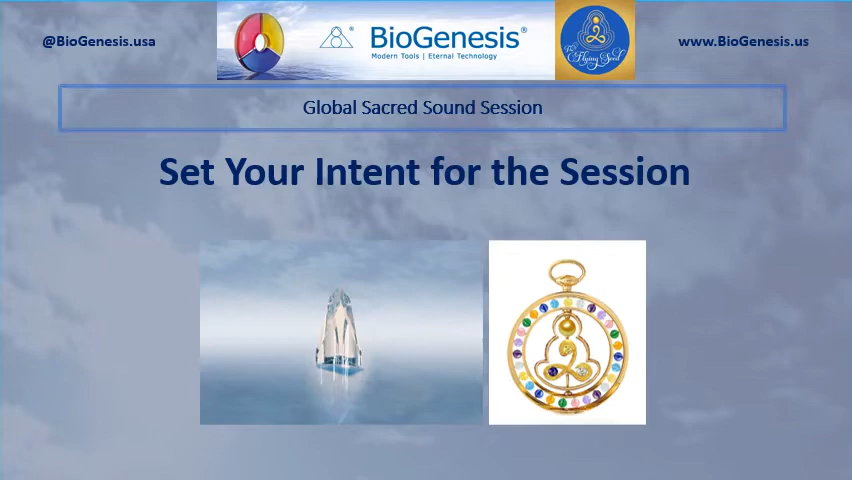 @BioGenesis.usa
BioGenesis®
Modern Tools | Eternal Technology
The Flying Seed
www.BioGenesis.us
Global Sacred Sound Session
Set Your Intent for the Session